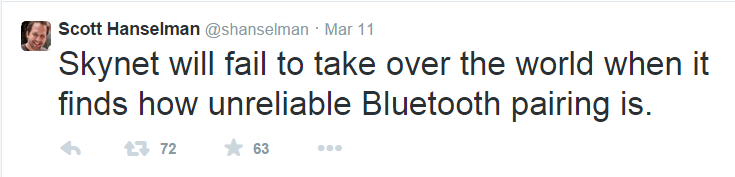 Scott Hanselman @shanselman · Mar 11
Skynet will fail to take over the world when it
finds how unreliable Bluetooth pairing is.
72 63